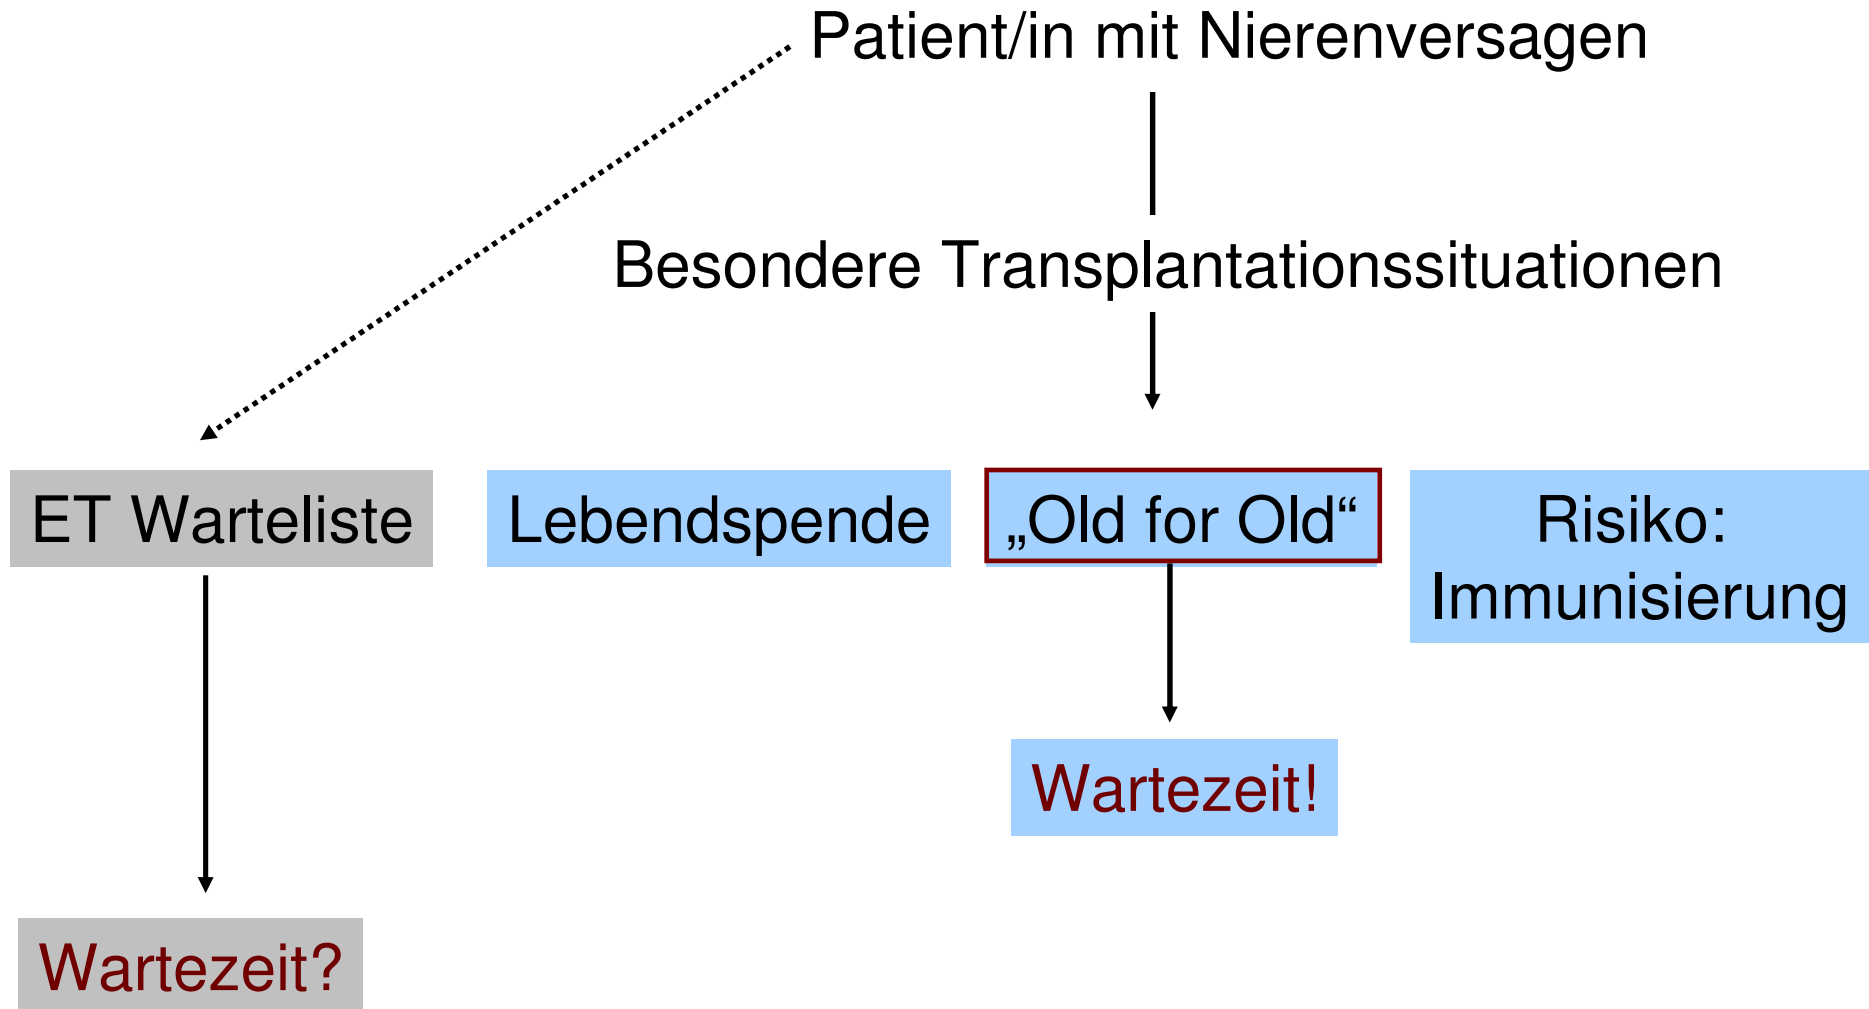 Patient/in mit Nierenversagen
Besondere Transplantationssituationen
ET Warteliste
Lebendspende
„Old for Old“
Risiko:
Immunisierung
Wartezeit!
Wartezeit?